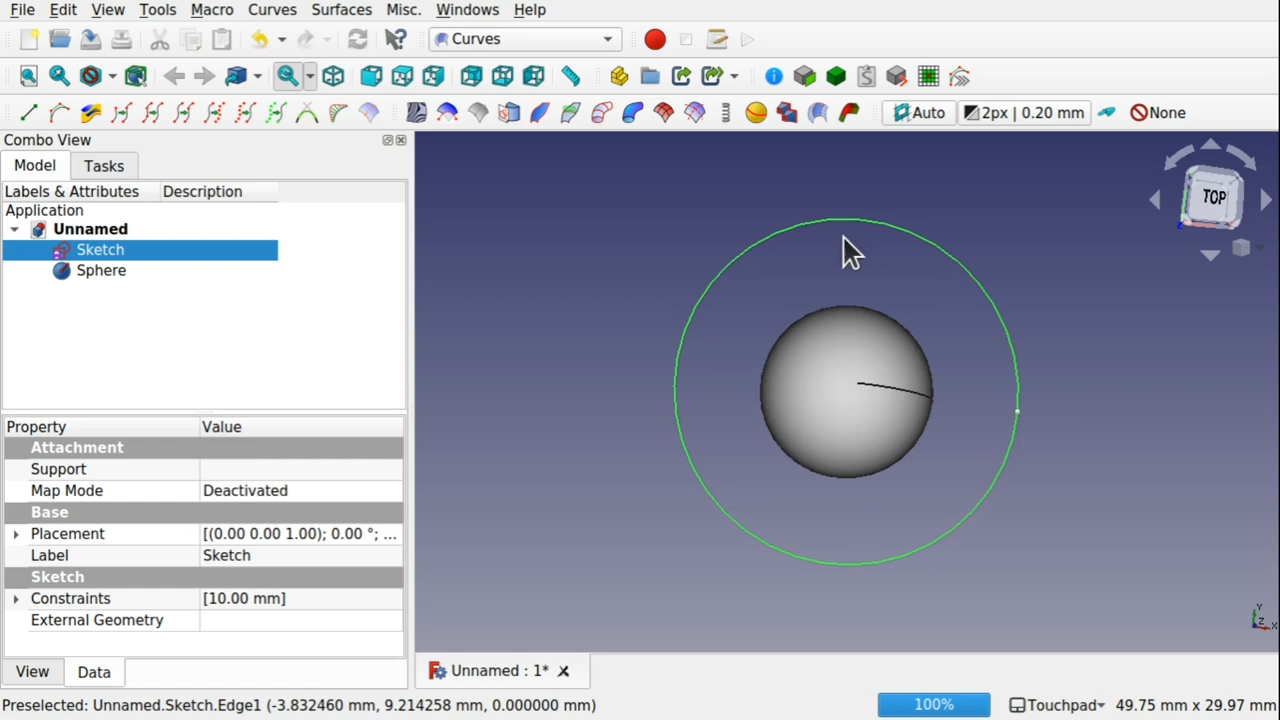 File Edit View Tools Macro Curves Surfaces Misc. Windows Help
Curves
Auto 2px | 0.20 mm None
Combo View
Model Tasks
Labels & Attributes Description
Application
Unnamed
Sketch
Sphere
TOP
Property Value
Attachment
Support
Map Mode Deactivated
Base
Placement [(0.00 0.00 1.00); 0.00 °; ...
Label Sketch
Sketch
Constraints [10.00 mm]
External Geometry
Y
Z
X
View Data
Unnamed : 1*
Preselected: Unnamed.Sketch.Edge1 (-3.832460 mm, 9.214258 mm, 0.000000 mm) 100% Touchpad 49.75 mm x 29.97 mm